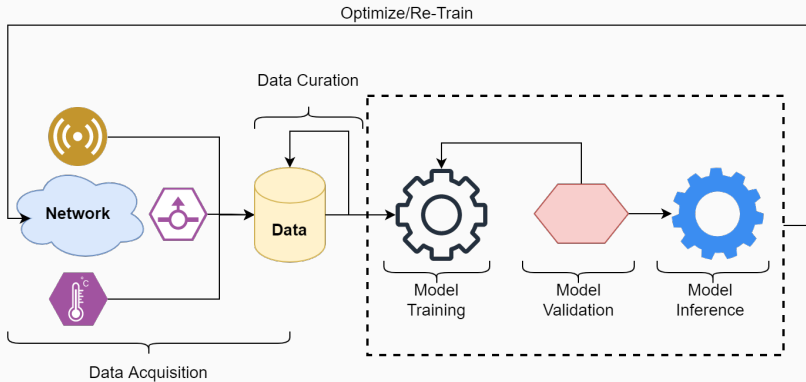 Optimize/Re-Train
Data Curation
Network
Data
°C
Model
Training
Model
Validation
Model
Inference
Data Acquisition